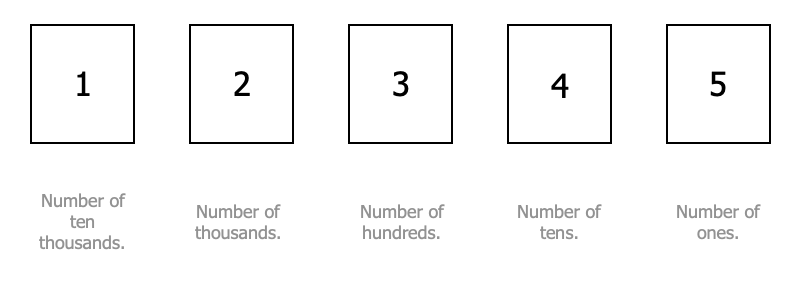 1 2 3 4 5
Number of
ten
thousands.
Number of
thousands.
Number of
hundreds.
Number of
tens.
Number of
ones.